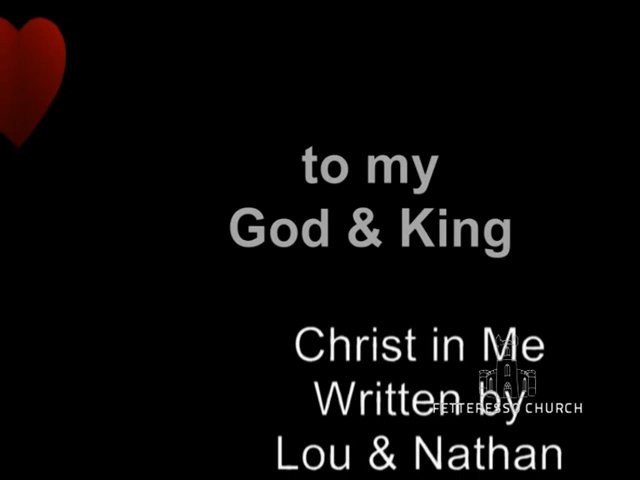 to my
God & King
Christ in Me
Written by
FETTERESSO CHURCH
Lou & Nathan